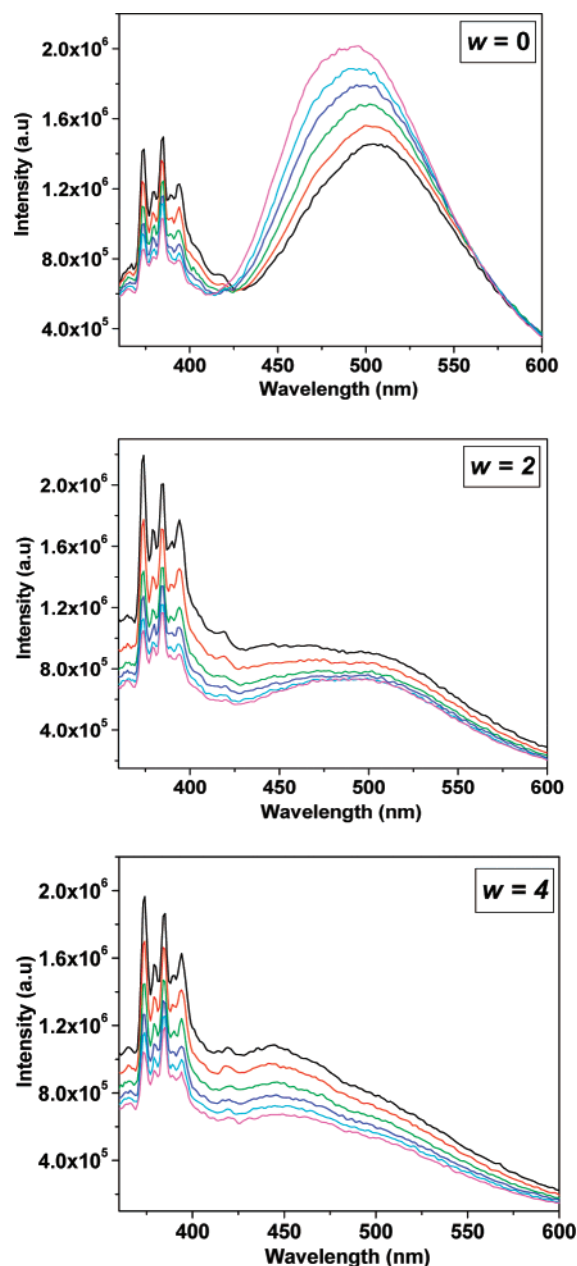 w = 0
2.0x10⁶
1.6x10⁶
1.2x10⁶
8.0x10⁵
4.0x10⁵
Intensity (a.u)
400 450 500 550 600
Wavelength (nm)
w = 2
2.0x10⁶
1.6x10⁶
1.2x10⁶
8.0x10⁵
4.0x10⁵
Intensity (a.u)
400 450 500 550 600
Wavelength (nm)
w = 4
2.0x10⁶
1.6x10⁶
1.2x10⁶
8.0x10⁵
4.0x10⁵
Intensity (a.u)
400 450 500 550 600
Wavelength (nm)